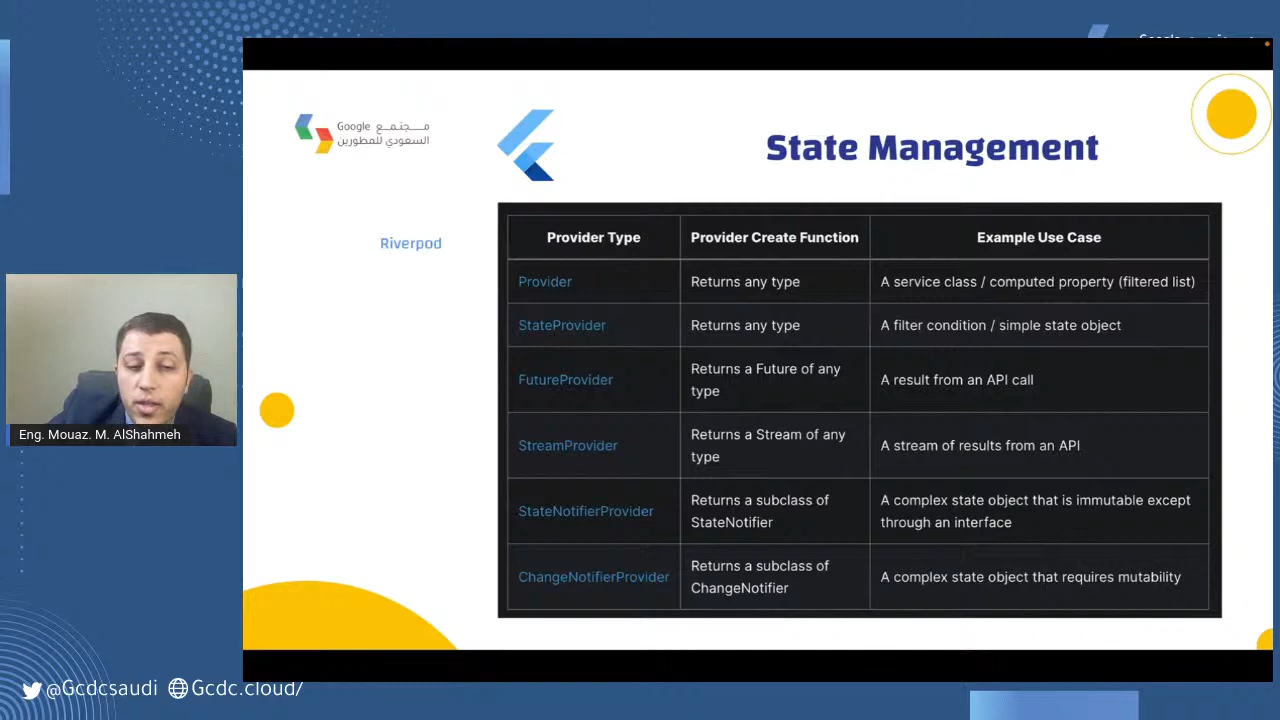 Google مجتمع
السعودي للمطورين
State Management
Riverpod
Provider Type
Provider Create Function
Example Use Case
Provider
Returns any type
A service class / computed property (filtered list)
StateProvider
Returns any type
A filter condition / simple state object
FutureProvider
Returns a Future of any
type
A result from an API call
StreamProvider
Returns a Stream of any
type
A stream of results from an API
StateNotifierProvider
Returns a subclass of
StateNotifier
A complex state object that is immutable except
through an interface
ChangeNotifierProvider
Returns a subclass of
ChangeNotifier
A complex state object that requires mutability
Eng. Mouaz. M. AlShahmeh
@Gcdcsaudi Gcdc.cloud/